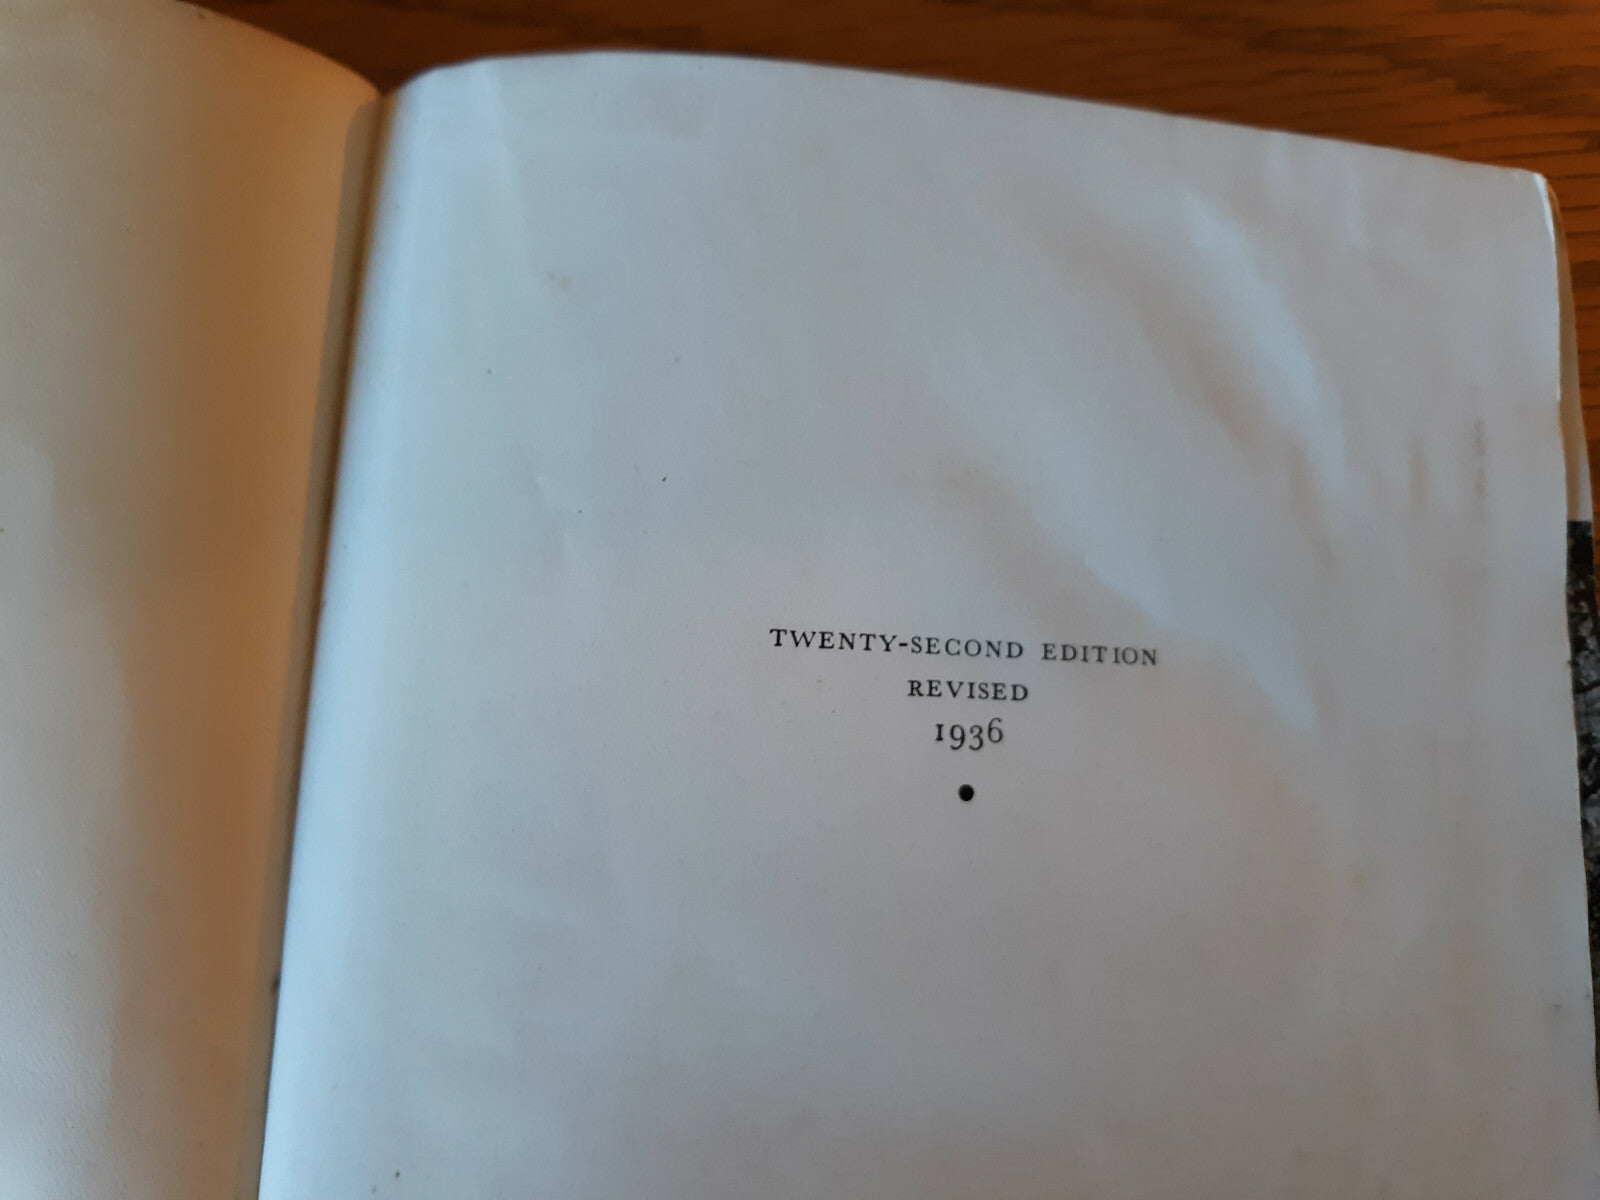 TWENTY-SECOND EDITION
REVISED
1936